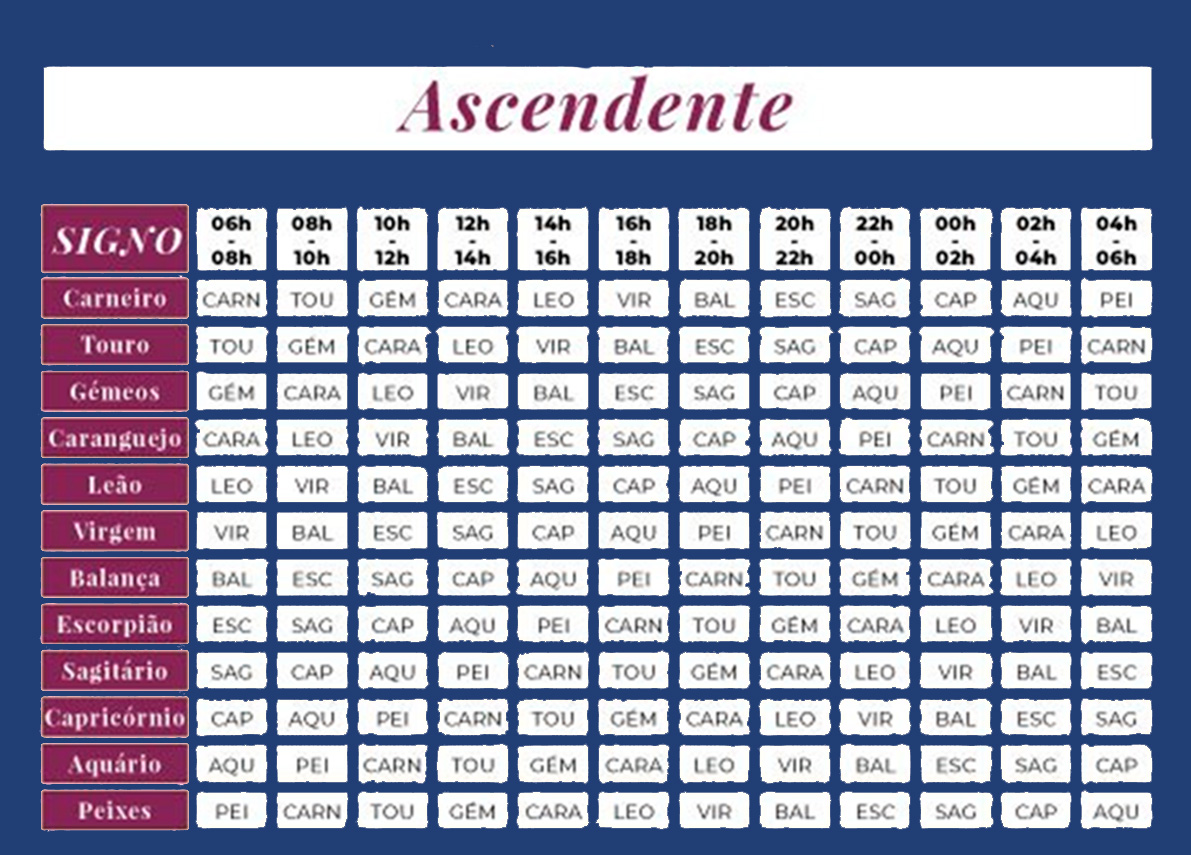 Ascendente
SIGNO 06h - 08h 08h - 10h 10h - 12h 12h - 14h 14h - 16h 16h - 18h 18h - 20h 20h - 22h 22h - 00h 00h - 02h 02h - 04h 04h - 06h
Carneiro CARN TOU GÉM CARA LEO VIR BAL ESC SAG CAP AQU PEI
Touro TOU GÉM CARA LEO VIR BAL ESC SAG CAP AQU PEI CARN
Gémeos GÉM CARA LEO VIR BAL ESC SAG CAP AQU PEI CARN TOU
Caranguejo CARA LEO VIR BAL ESC SAG CAP AQU PEI CARN TOU GÉM
Leão LEO VIR BAL ESC SAG CAP AQU PEI CARN TOU GÉM CARA
Virgem VIR BAL ESC SAG CAP AQU PEI CARN TOU GÉM CARA LEO
Balança BAL ESC SAG CAP AQU PEI CARN TOU GÉM CARA LEO VIR
Escorpião ESC SAG CAP AQU PEI CARN TOU GÉM CARA LEO VIR BAL
Sagitário SAG CAP AQU PEI CARN TOU GÉM CARA LEO VIR BAL ESC
Capricórnio CAP AQU PEI CARN TOU GÉM CARA LEO VIR BAL ESC SAG
Aquário AQU PEI CARN TOU GÉM CARA LEO VIR BAL ESC SAG CAP
Peixes PEI CARN TOU GÉM CARA LEO VIR BAL ESC SAG CAP AQU